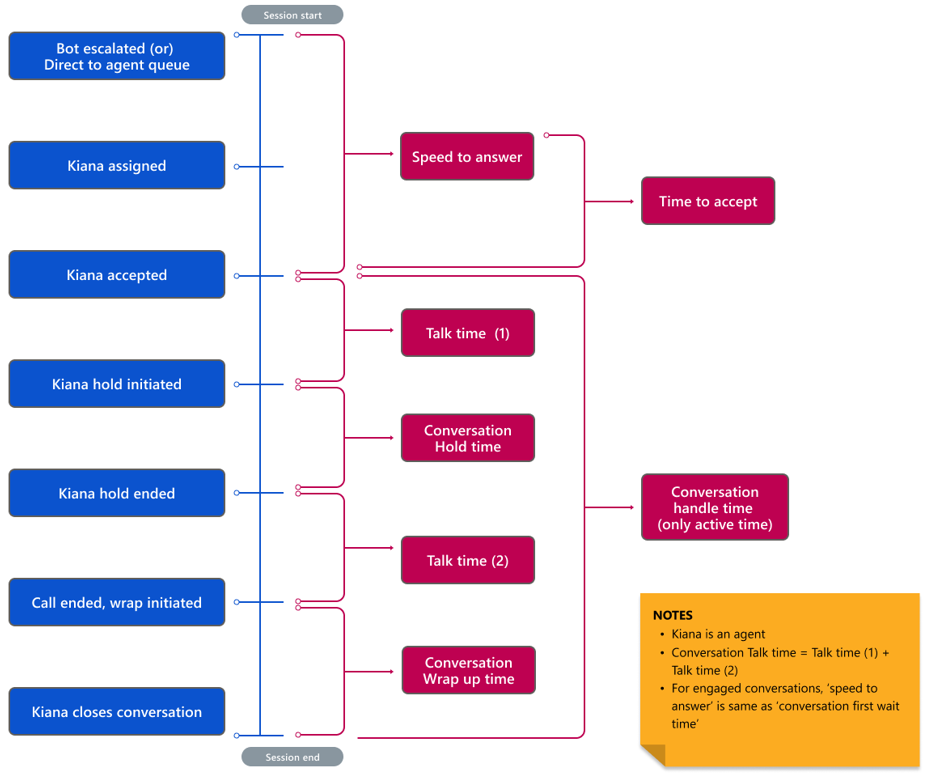 Session start
Bot escalated (or)
Direct to agent queue
Kiana assigned
Speed to answer
Time to accept
Kiana accepted
Talk time (1)
Kiana hold initiated
Conversation
Hold time
Kiana hold ended
Conversation
handle time
(only active time)
Talk time (2)
Call ended, wrap initiated
Conversation
Wrap up time
Kiana closes conversation
Session end
NOTES
• Kiana is an agent
• Conversation Talk time = Talk time (1) +
Talk time (2)
• For engaged conversations, ‘speed to
answer’ is same as ‘conversation first wait
time’